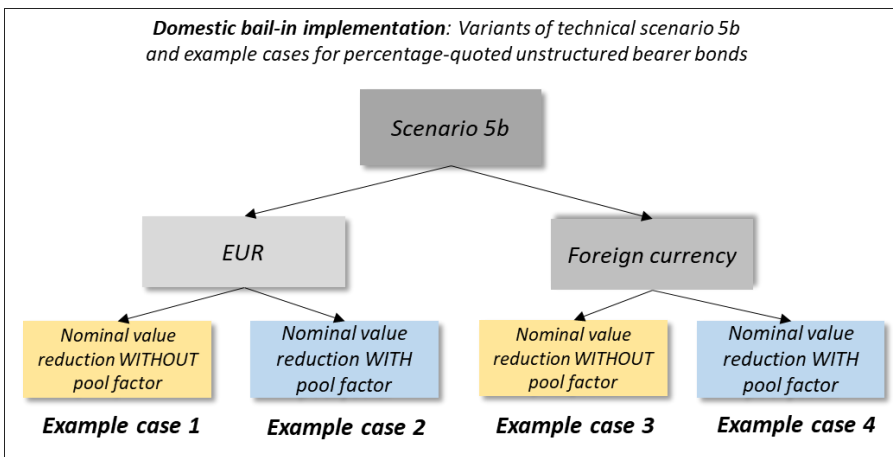 Domestic bail-in implementation: Variants of technical scenario 5b
and example cases for percentage-quoted unstructured bearer bonds
Scenario 5b
EUR
Foreign currency
Nominal value
reduction WITHOUT
pool factor
Nominal value
reduction WITH
pool factor
Nominal value
reduction WITHOUT
pool factor
Nominal value
reduction WITH
pool factor
Example case 1
Example case 2
Example case 3
Example case 4